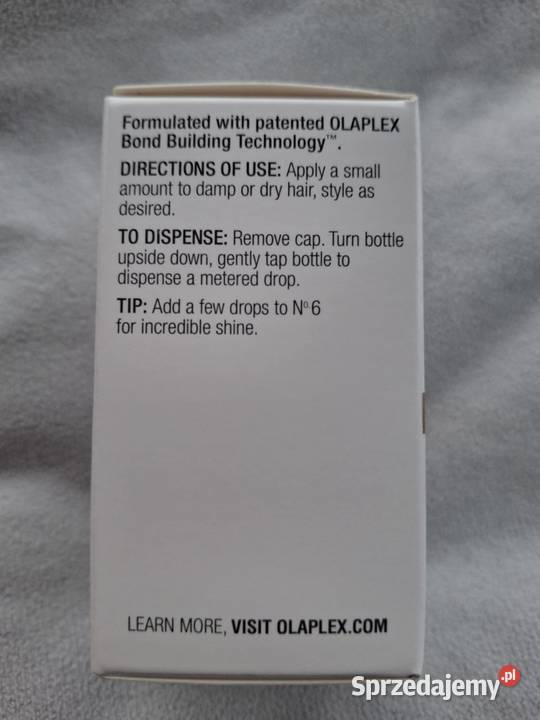 Formulated with patented OLAPLEX
Bond Building Technology™.
DIRECTIONS OF USE: Apply a small
amount to damp or dry hair, style as
desired.
TO DISPENSE: Remove cap. Turn bottle
upside down, gently tap bottle to
dispense a metered drop.
TIP: Add a few drops to Nº6
for incredible shine.
LEARN MORE, VISIT OLAPLEX.COM
Sprzedajemy.pl